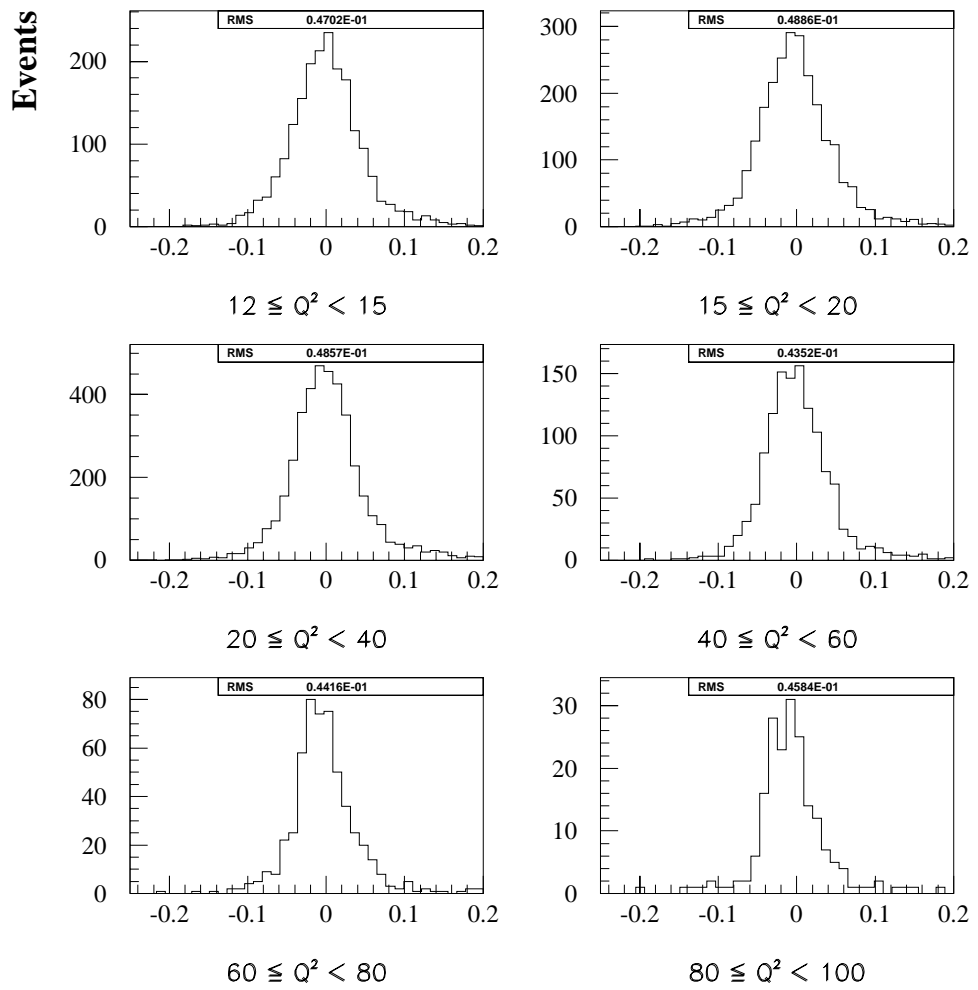 Events
RMS 0.4702E-01
200
100
0
-0.2 -0.1 0 0.1 0.2
12 ≦ Q² < 15
RMS 0.4886E-01
300
200
100
0
-0.2 -0.1 0 0.1 0.2
15 ≦ Q² < 20
RMS 0.4857E-01
400
200
0
-0.2 -0.1 0 0.1 0.2
20 ≦ Q² < 40
RMS 0.4352E-01
150
100
50
0
-0.2 -0.1 0 0.1 0.2
40 ≦ Q² < 60
RMS 0.4416E-01
80
60
40
20
0
-0.2 -0.1 0 0.1 0.2
60 ≦ Q² < 80
RMS 0.4584E-01
30
20
10
0
-0.2 -0.1 0 0.1 0.2
80 ≦ Q² < 100